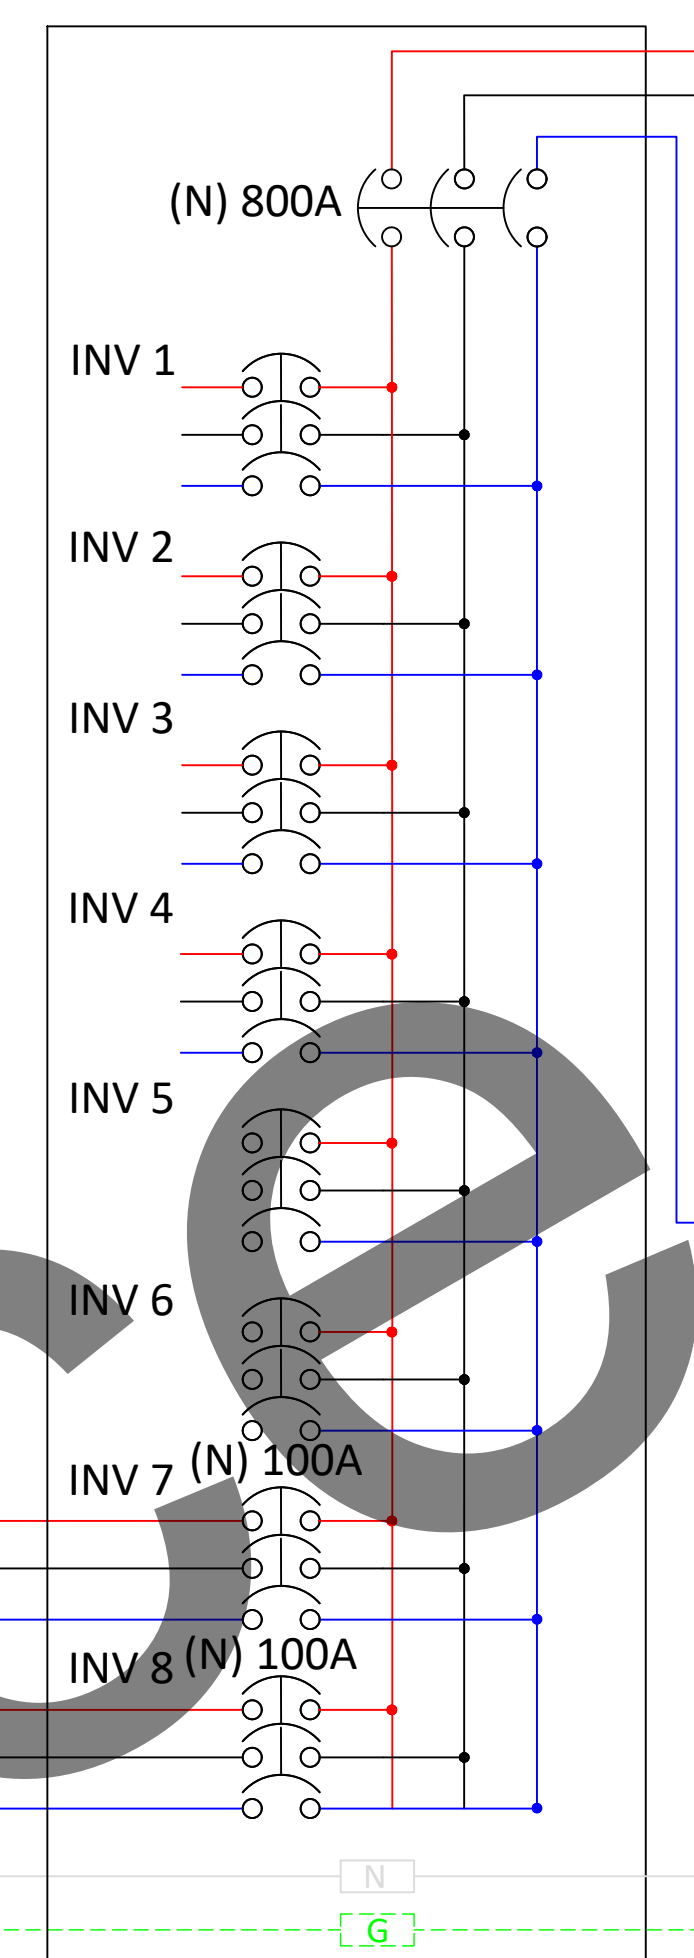 (N) 800A
INV 1
INV 2
INV 3
INV 4
INV 5
INV 6
(N) 100A
INV 7
(N) 100A
INV 8
N
G